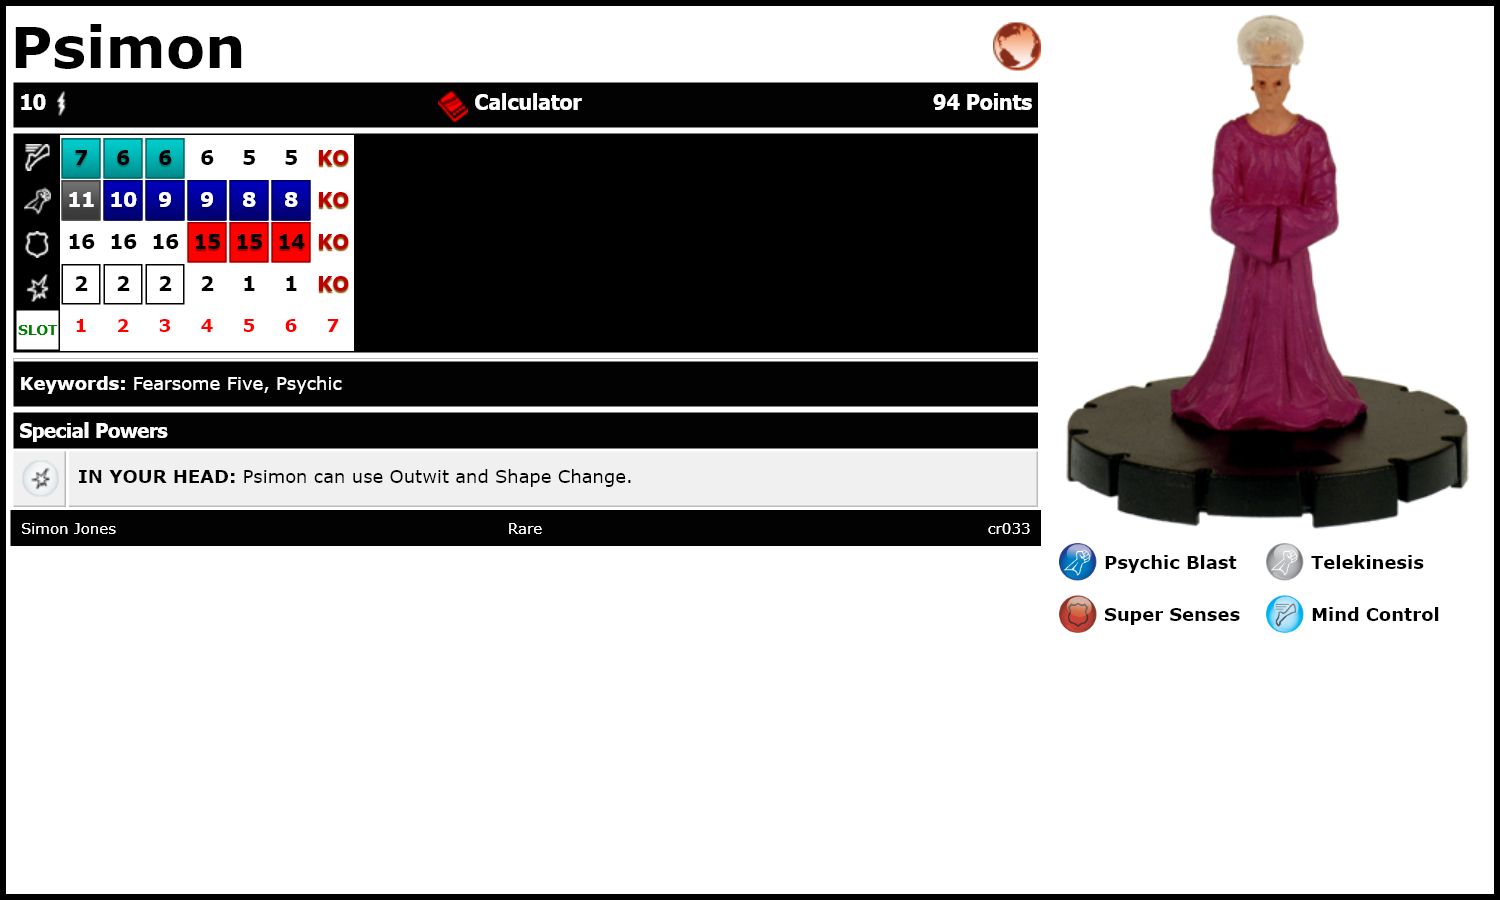 Psimon
10 Calculator 94 Points
7 6 6 6 5 5 KO
11 10 9 9 8 8 KO
16 16 16 15 15 14 KO
2 2 2 2 1 1 KO
SLOT 1 2 3 4 5 6 7
Keywords: Fearsome Five, Psychic
Special Powers
IN YOUR HEAD: Psimon can use Outwit and Shape Change.
Simon Jones Rare cr033
Psychic Blast Telekinesis
Super Senses Mind Control